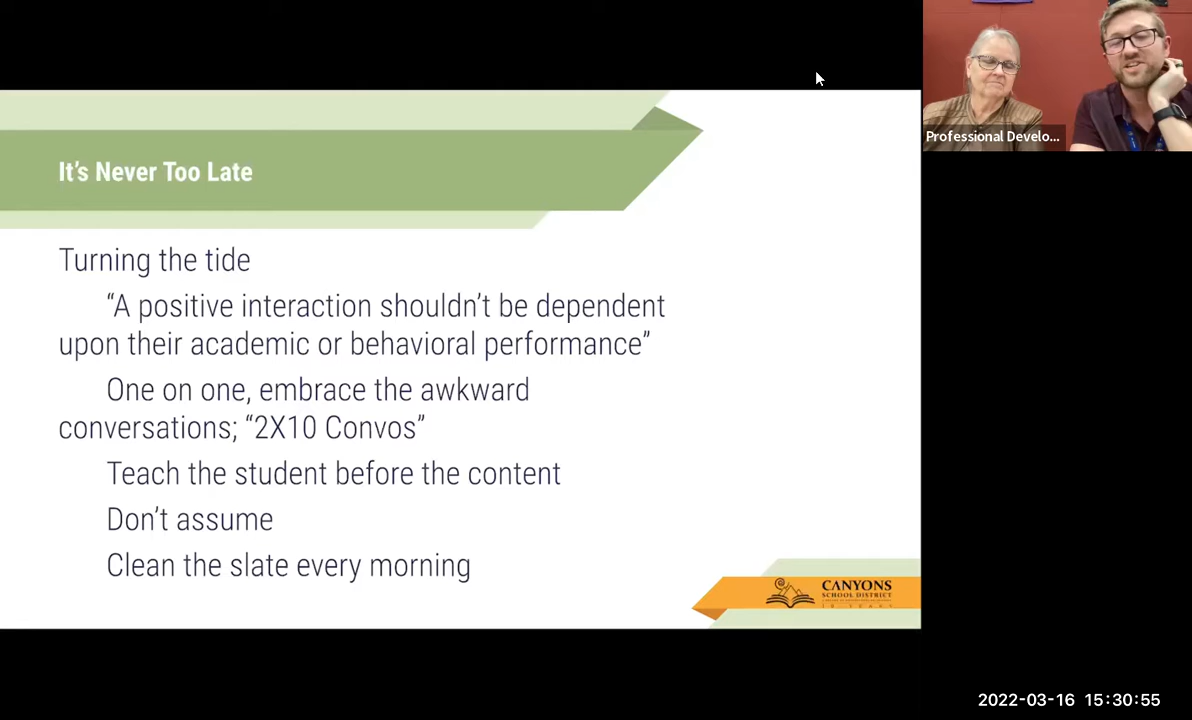 Professional Develo...
It's Never Too Late
Turning the tide
“A positive interaction shouldn't be dependent
upon their academic or behavioral performance”
One on one, embrace the awkward
conversations; “2X10 Convos”
Teach the student before the content
Don't assume
Clean the slate every morning
CANYONS
SCHOOL DISTRICT
2022-03-16 15:30:55